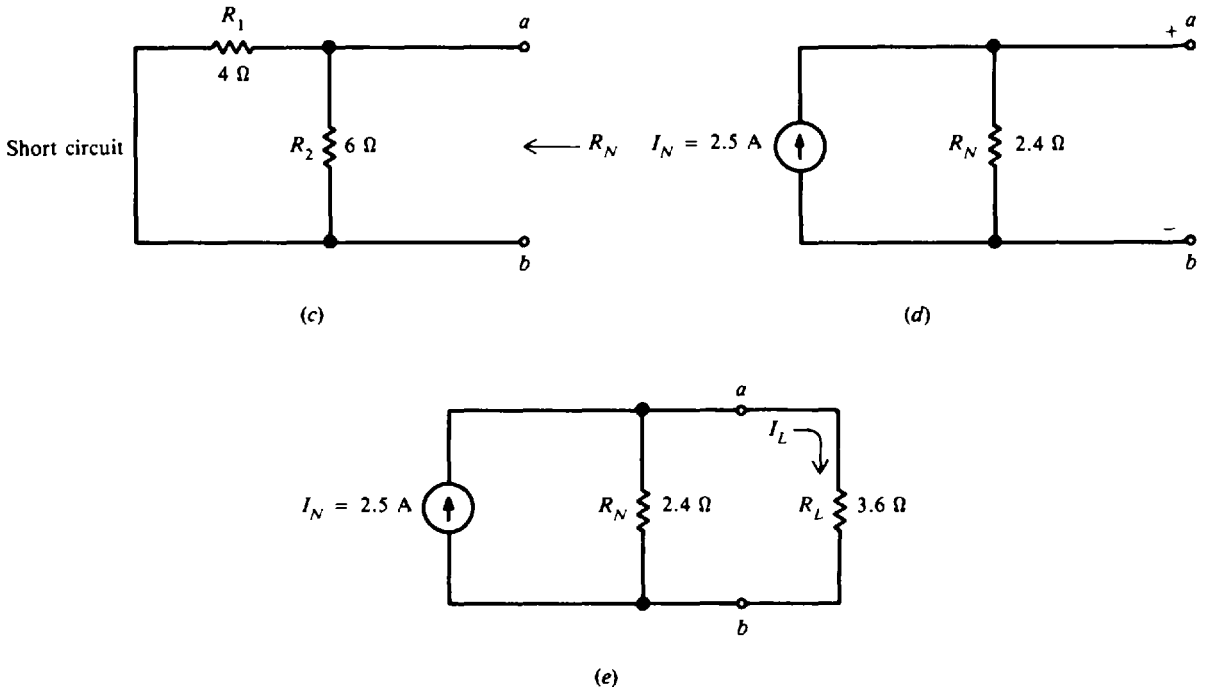 R1
4 Ω
a
Short circuit
R2
6 Ω
← RN
b
(c)
IN = 2.5 A
RN
2.4 Ω
+
a
–
b
(d)
IN = 2.5 A
RN
2.4 Ω
a
IL
RL
3.6 Ω
b
(e)